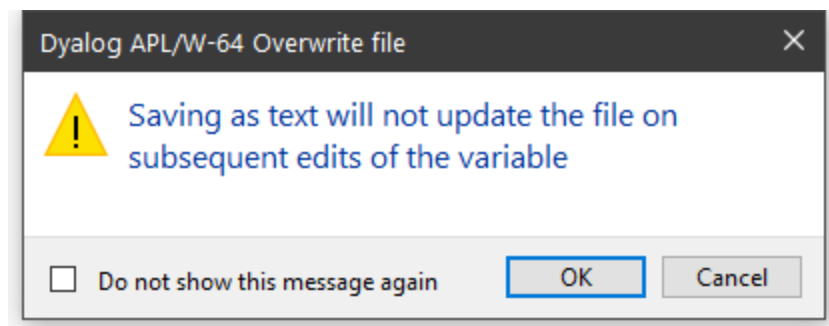 Dyalog APL/W-64 Overwrite file
Saving as text will not update the file on
subsequent edits of the variable
Do not show this message again
OK
Cancel